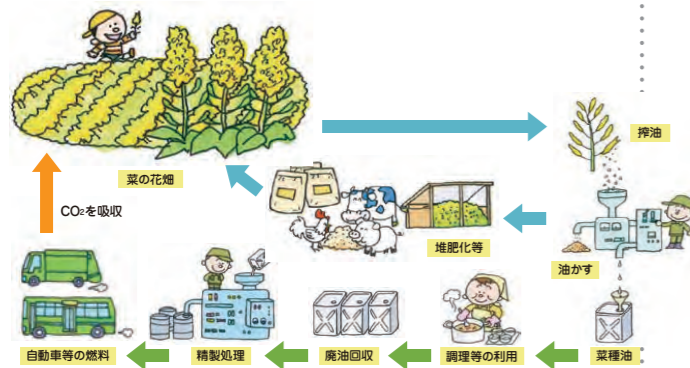 搾油
菜の花畑
CO₂を吸収
堆肥化等
油かす
自動車等の燃料
精製処理
廃油回収
調理等の利用
菜種油